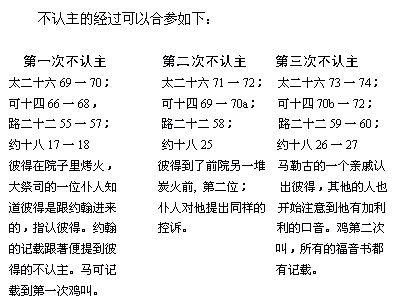 不认主的经过可以合参如下：
第一次不认主
太二十六 69 一 70；
可十四 66 一 68，
路二十二 55 一 57；
约十八 17 一 18
彼得在院子里烤火，
大祭司的一位仆人知
道彼得是跟约翰进来
的，指认彼得。约翰
的记载跟著便提到彼
得的不认主。马可记
载到第一次鸡叫。
第二次不认主
太二十六 71 一 72；
可十四 69 一 70a；
路二十二 58；
约十八 25
彼得到了前院另一堆
炭火前, 第二位；
仆人对他提出同样的
控诉。
第三次不认主
太二十六 73 一 74；
可十四 70b 一 72；
路二十二 59 一 60；
约十八 26 一 27
马勒古的一个亲戚认
出彼得，其他的人也
开始注意到他有加利
利的口音。鸡第二次
叫，所有的福音书都
有记载。